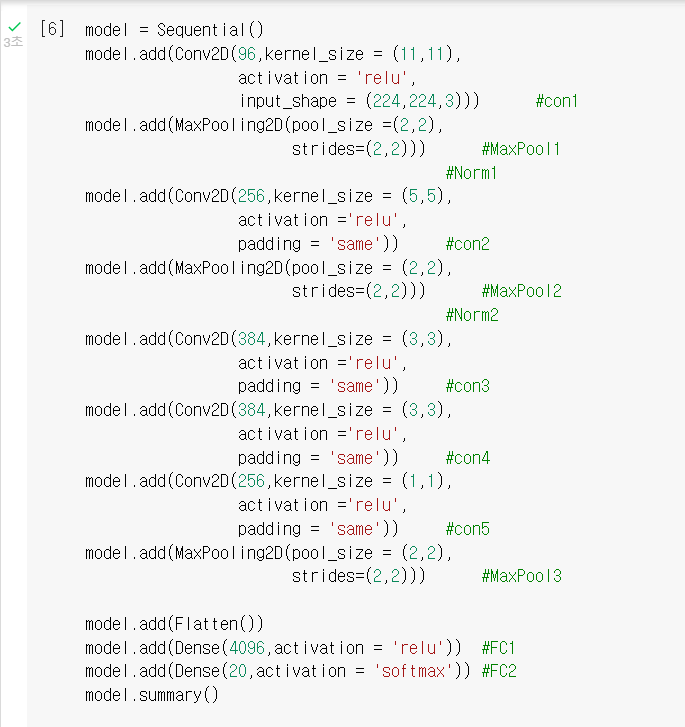 [6] model = Sequential()
3초
model.add(Conv2D(96,kernel_size = (11,11),
activation = 'relu',
input_shape = (224,224,3))) #con1
model.add(MaxPooling2D(pool_size =(2,2),
strides=(2,2))) #MaxPool1
#Norm1
model.add(Conv2D(256,kernel_size = (5,5),
activation ='relu',
padding = 'same')) #con2
model.add(MaxPooling2D(pool_size = (2,2),
strides=(2,2))) #MaxPool2
#Norm2
model.add(Conv2D(384,kernel_size = (3,3),
activation ='relu',
padding = 'same')) #con3
model.add(Conv2D(384,kernel_size = (3,3),
activation ='relu',
padding = 'same')) #con4
model.add(Conv2D(256,kernel_size = (1,1),
activation ='relu',
padding = 'same')) #con5
model.add(MaxPooling2D(pool_size = (2,2),
strides=(2,2))) #MaxPool3
model.add(Flatten())
model.add(Dense(4096,activation = 'relu')) #FC1
model.add(Dense(20,activation = 'softmax')) #FC2
model.summary()